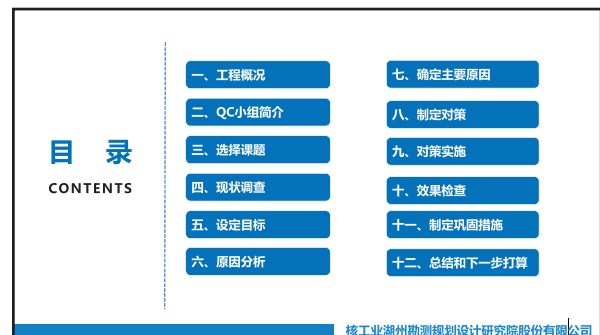 目 录
CONTENTS
一、工程概况
二、QC小组简介
三、选择课题
四、现状调查
五、设定目标
六、原因分析
七、确定主要原因
八、制定对策
九、对策实施
十、效果检查
十一、制定巩固措施
十二、总结和下一步打算
核工业湖州勘测规划设计研究院股份有限公司